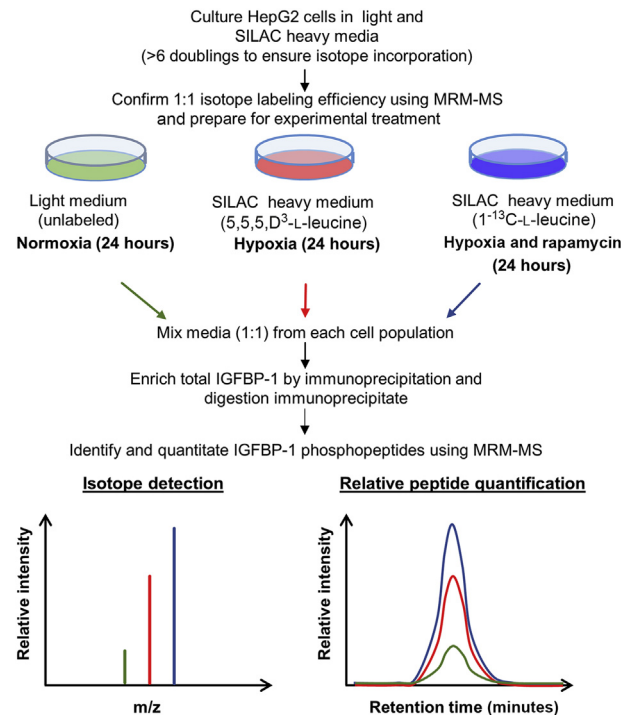 Culture HepG2 cells in light and
SILAC heavy media
(>6 doublings to ensure isotope incorporation)
Confirm 1:1 isotope labeling efficiency using MRM-MS
and prepare for experimental treatment
Light medium
(unlabeled)
Normoxia (24 hours)
SILAC heavy medium
(5,5,5,D³-L-leucine)
Hypoxia (24 hours)
SILAC heavy medium
(1-¹³C-L-leucine)
Hypoxia and rapamycin
(24 hours)
Mix media (1:1) from each cell population
Enrich total IGFBP-1 by immunoprecipitation and
digestion immunoprecipitate
Identify and quantitate IGFBP-1 phosphopeptides using MRM-MS
Isotope detection
Relative intensity
m/z
Relative peptide quantification
Relative intensity
Retention time (minutes)